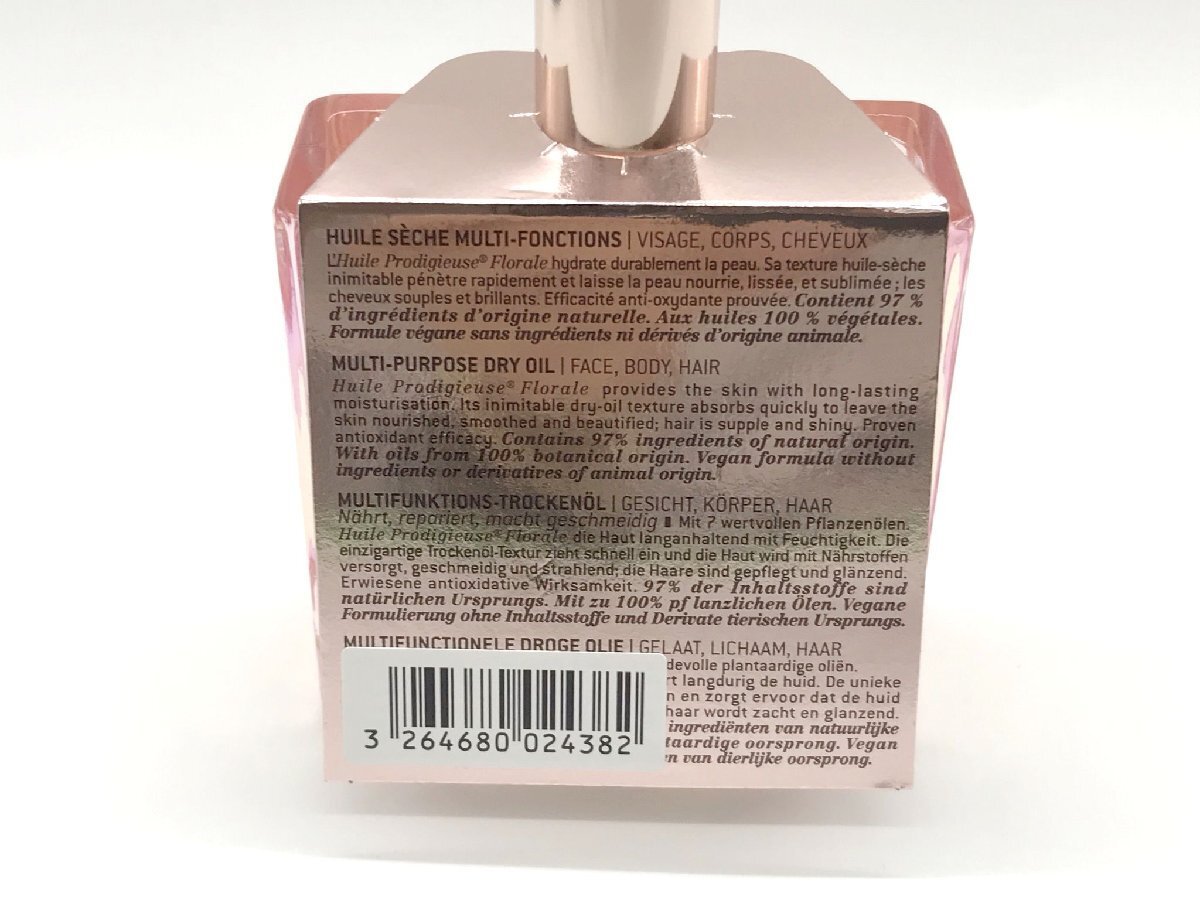 HUILE SÈCHE MULTI-FONCTIONS | VISAGE, CORPS, CHEVEUX
L'Huile Prodigieuse® Florale hydrate durablement la peau. Sa texture huile-sèche
inimitable pénètre rapidement et laisse la peau nourrie, lissée, et sublimée ; les
cheveux souples et brillants. Efficacité anti-oxydante prouvée. Contient 97 %
d'ingrédients d'origine naturelle. Aux huiles 100 % végétales.
Formule végane sans ingrédients ni dérivés d'origine animale.
MULTI-PURPOSE DRY OIL | FACE, BODY, HAIR
Huile Prodigieuse® Florale provides the skin with long-lasting
moisturisation. Its inimitable dry-oil texture absorbs quickly to leave the
skin nourished, smoothed and beautified; hair is supple and shiny. Proven
antioxidant efficacy. Contains 97% ingredients of natural origin.
With oils from 100% botanical origin. Vegan formula without
ingredients or derivatives of animal origin.
MULTIFUNKTIONS-TROCKENÖL | GESICHT, KÖRPER, HAAR
Nährt, repariert, macht geschmeidig ▮ Mit 7 wertvollen Pflanzenölen.
Huile Prodigieuse® Florale die Haut langanhaltend mit Feuchtigkeit. Die
einzigartige Trockenöl-Textur zieht schnell ein und die Haut wird mit Nährstoffen
versorgt, geschmeidig und strahlend; die Haare sind gepflegt und glänzend.
Erwiesene antioxidative Wirksamkeit. 97% der Inhaltsstoffe sind
natürlichen Ursprungs. Mit zu 100% pflanzlichen Ölen. Vegane
Formulierung ohne Inhaltsstoffe und Derivate tierischen Ursprungs.
MULTIFUNCTIONELE DROGE OLIE | GELAAT, LICHAAM, HAAR
devolle plantaardige oliën.
rt langdurig de huid. De unieke
n en zorgt ervoor dat de huid
haar wordt zacht en glanzend.
ingrediënten van natuurlijke
taardige oorsprong. Vegan
n van dierlijke oorsprong.
3 264680 024382